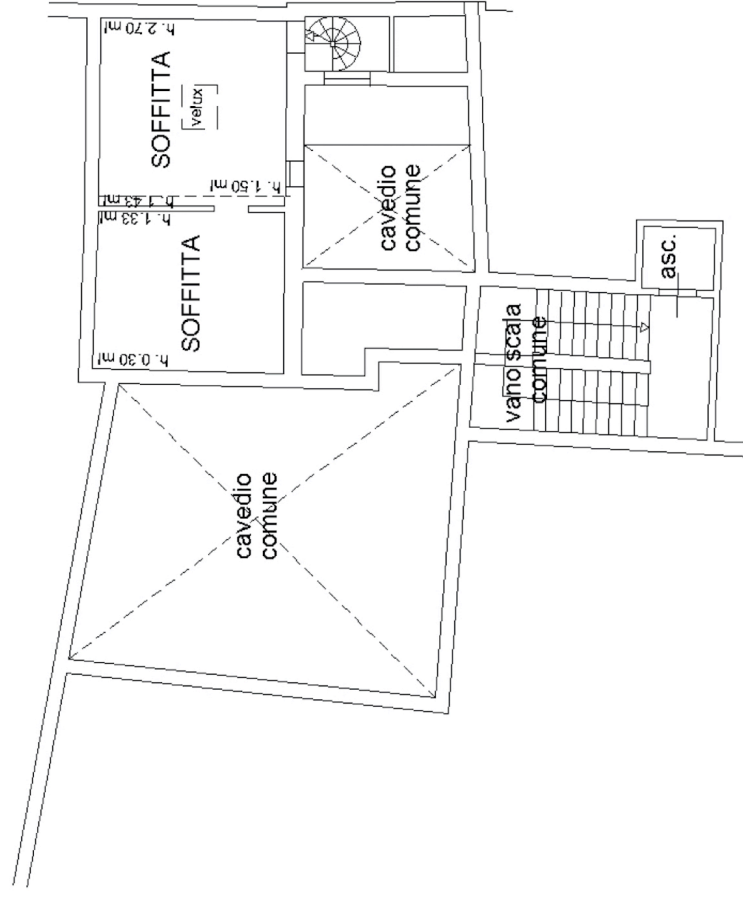 h. 2.70 ml
SOFFITTA
velux
h. 1.50 ml
h. 1.43 ml
h. 1.33 ml
SOFFITTA
h. 0.30 ml
cavedio
comune
asc.
vano scala
comune
cavedio
comune